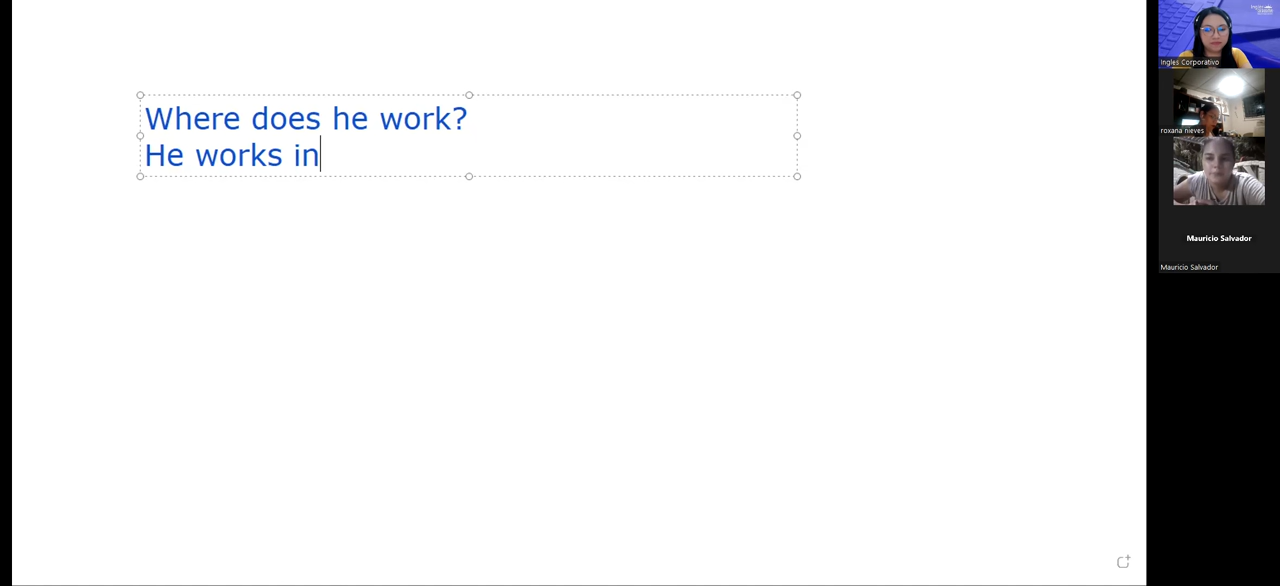 Where does he work?
He works in
Ingles Corporativo
roxana nieves
Mauricio Salvador
Mauricio Salvador